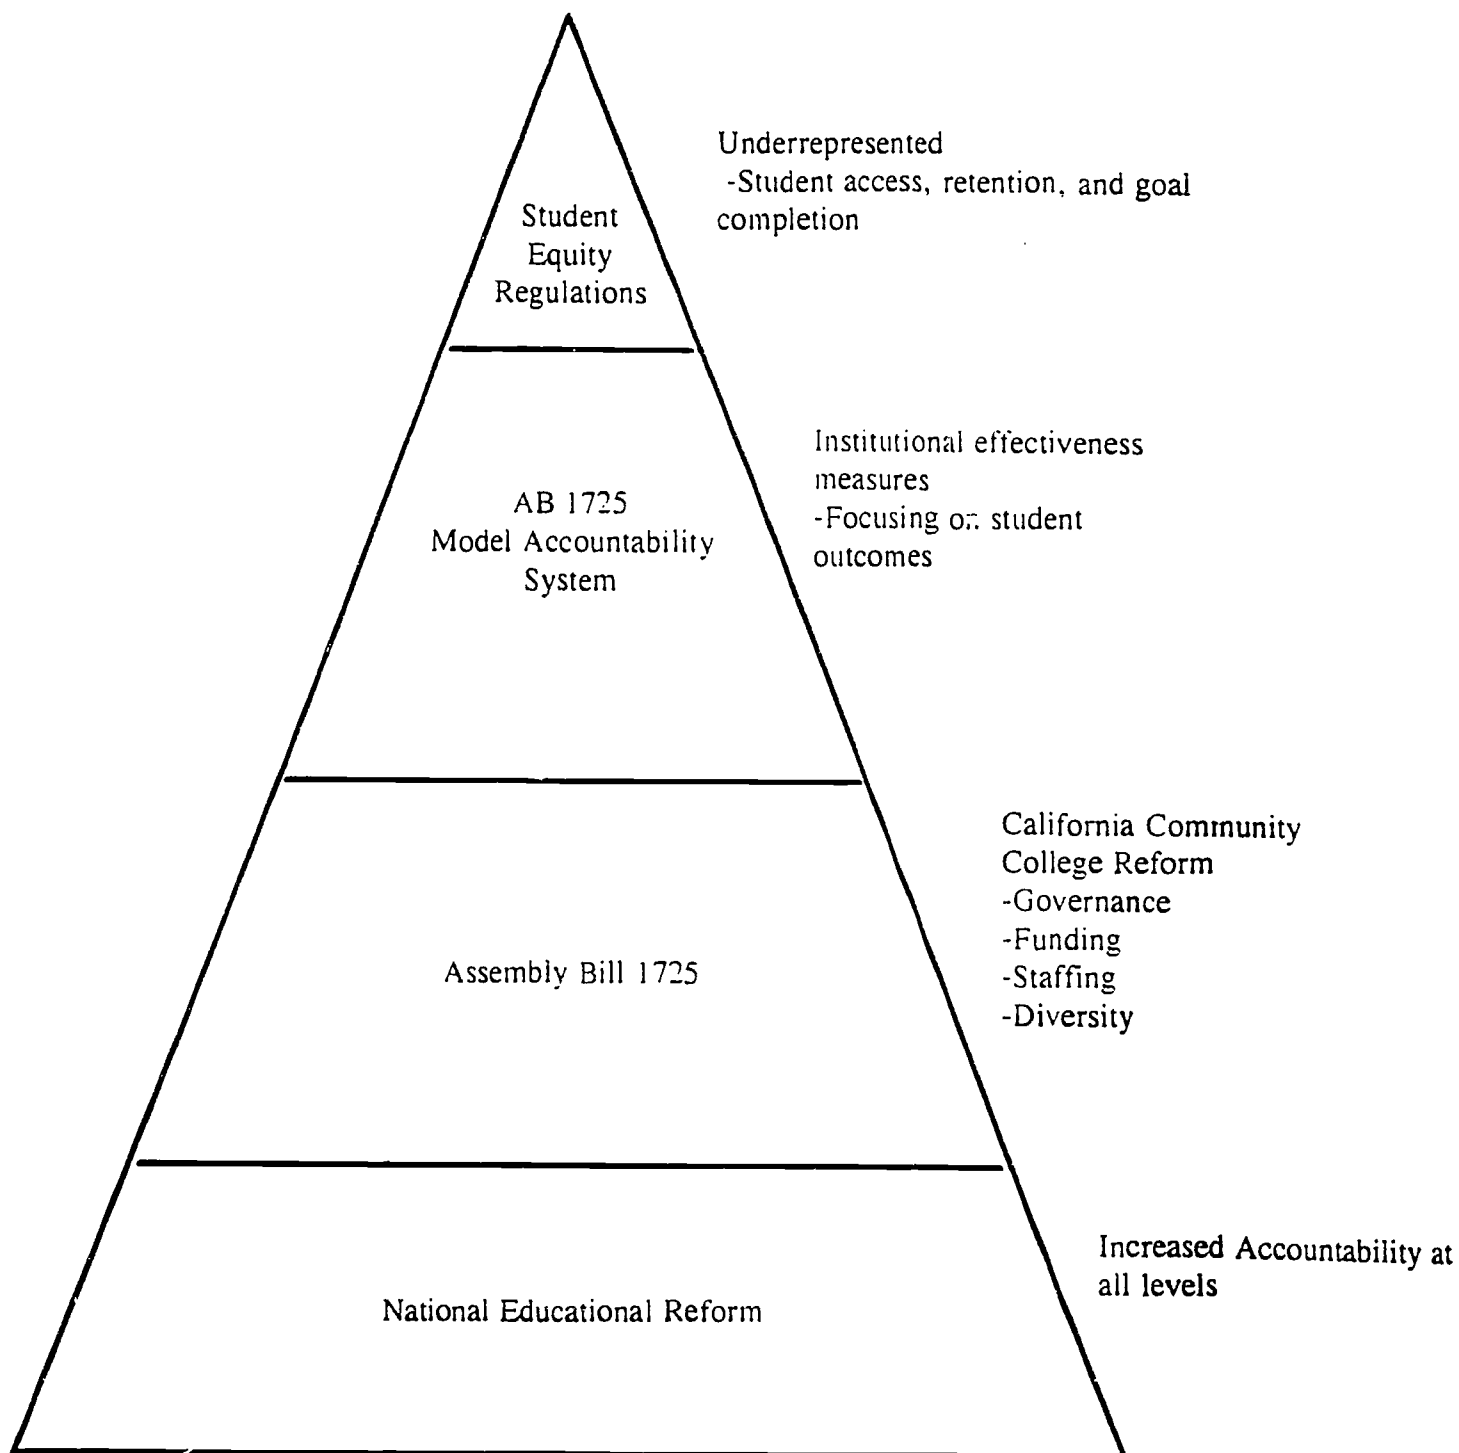 Underrepresented
-Student access, retention, and goal
completion
Student
Equity
Regulations
Institutional effectiveness
measures
-Focusing on student
outcomes
AB 1725
Model Accountability
System
California Community
College Reform
-Governance
-Funding
-Staffing
-Diversity
Assembly Bill 1725
Increased Accountability at
all levels
National Educational Reform